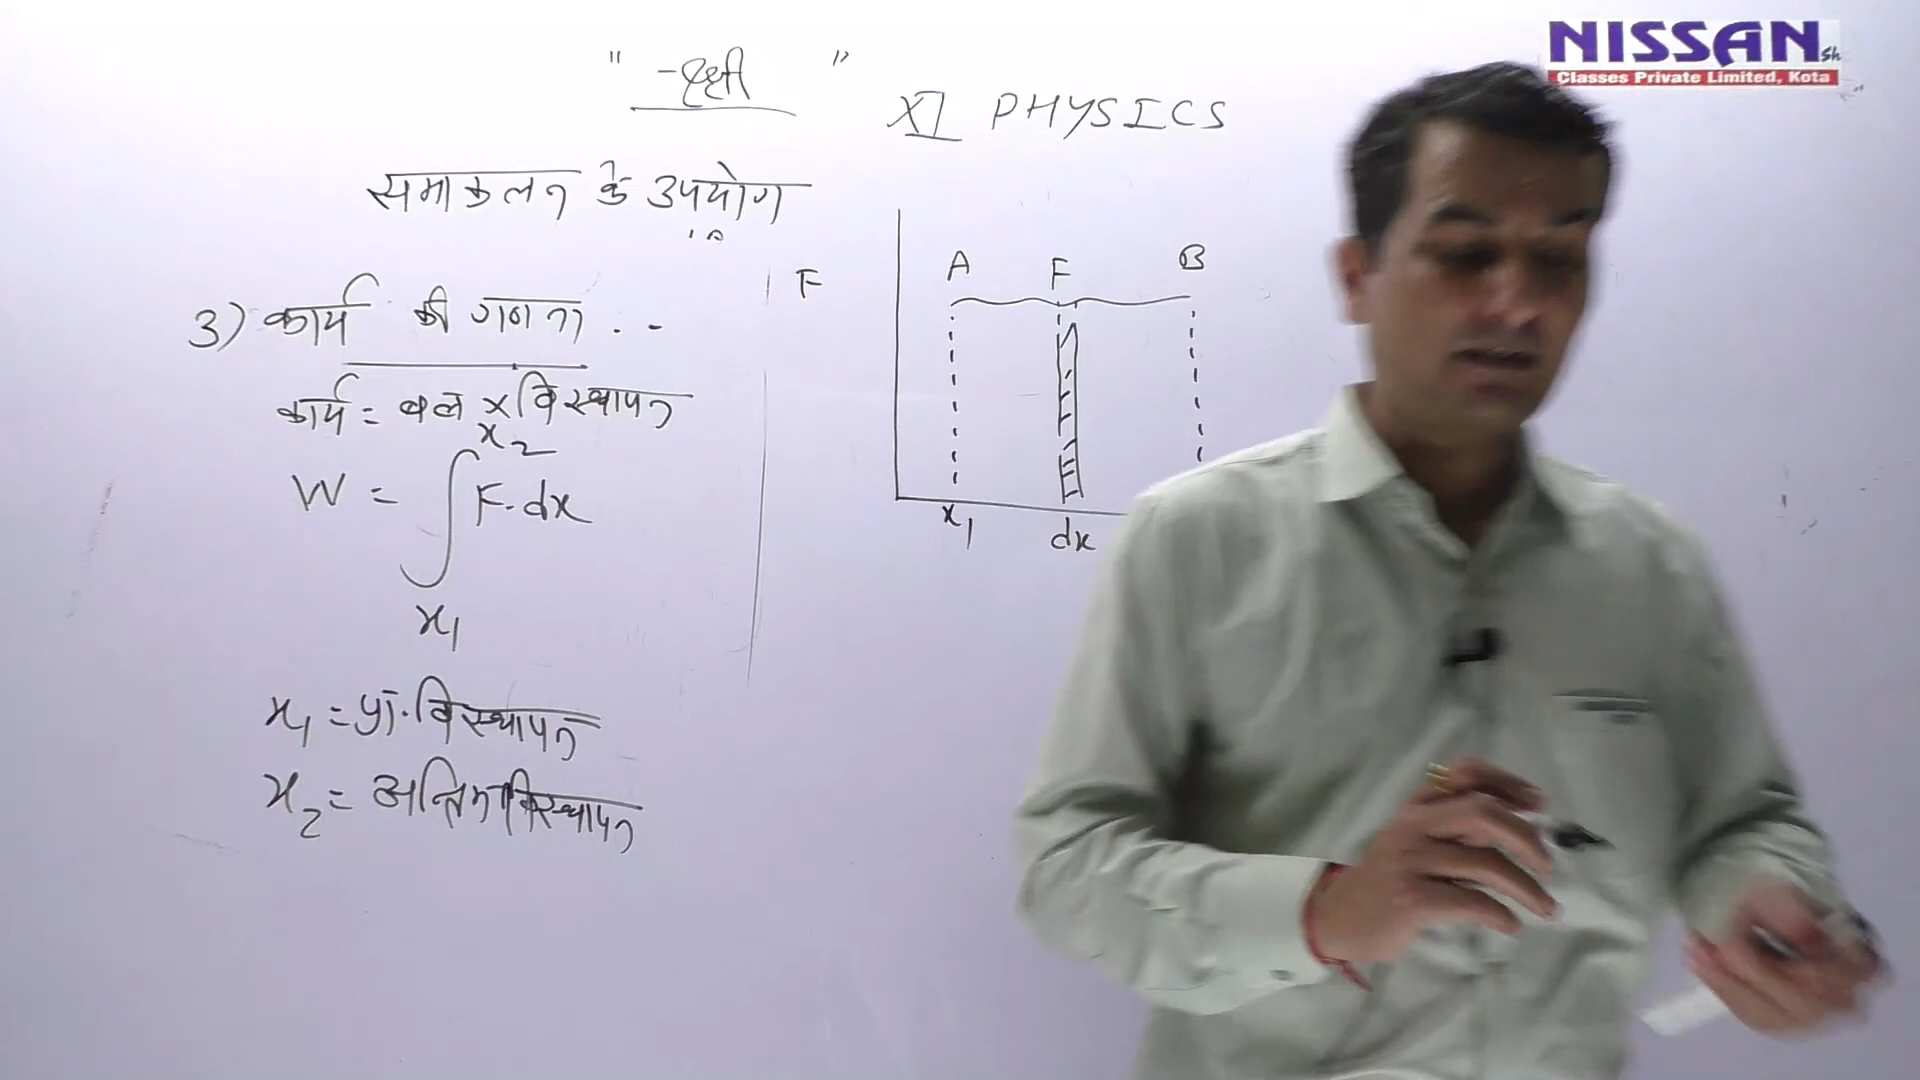 NISSAN
Classes Private Limited, Kota
" श्री "
XI PHYSICS
समाकलन के उपयोग
3) कार्य की गणना . .
कार्य = बल x विस्थापन
W = ∫ F.dx
x2
x1
x1 = प्रा. विस्थापन
x2 = अन्तिम विस्थापन
F
A F B
x1 dx